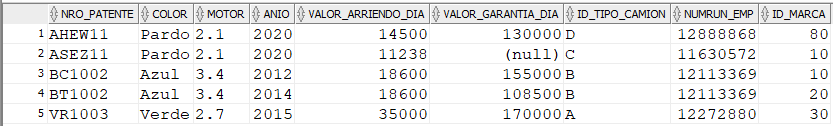 NRO_PATENTE COLOR MOTOR ANIO VALOR_ARRIENDO_DIA VALOR_GARANTIA_DIA ID_TIPO_CAMION NUMRUN_EMP ID_MARCA
1 AHEW11 Pardo 2.1 2020 14500 130000 D 12888868 80
2 ASEZ11 Pardo 2.1 2020 11238 (null) C 11630572 10
3 BC1002 Azul 3.4 2012 18600 155000 B 12113369 10
4 BT1002 Azul 3.4 2014 18600 108500 B 12113369 20
5 VR1003 Verde 2.7 2015 35000 170000 A 12272880 30